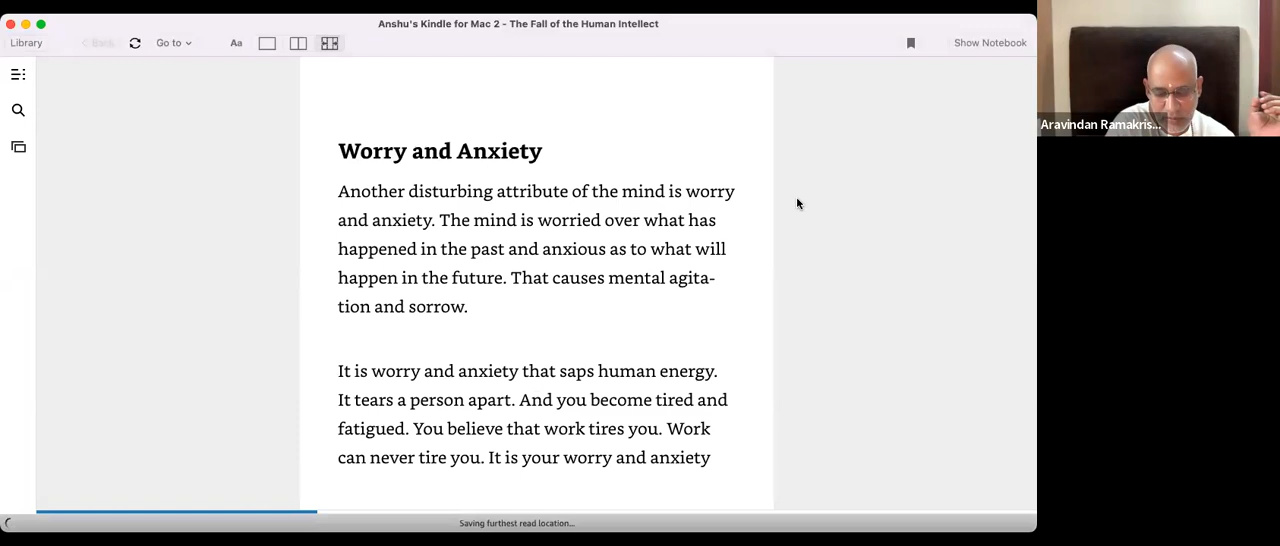 Anshu's Kindle for Mac 2 - The Fall of the Human Intellect
Library
Back
Go to
Aa
Show Notebook
Aravindan Ramakris...
Worry and Anxiety
Another disturbing attribute of the mind is worry
and anxiety. The mind is worried over what has
happened in the past and anxious as to what will
happen in the future. That causes mental agita-
tion and sorrow.
It is worry and anxiety that saps human energy.
It tears a person apart. And you become tired and
fatigued. You believe that work tires you. Work
can never tire you. It is your worry and anxiety
Saving furthest read location...